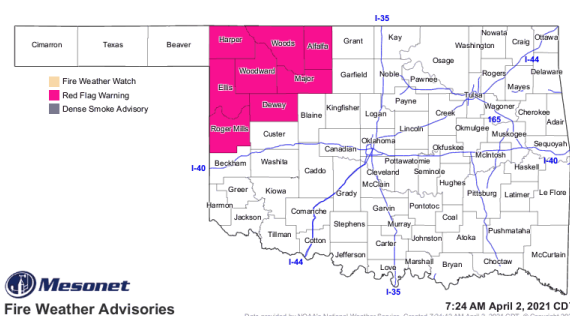 I-35
Cimarron
Texas
Beaver
Harper
Woods
Alfalfa
Grant
Kay
Nowata
Craig
Ottawa
Washington
Osage
I-44
Fire Weather Watch
Red Flag Warning
Dense Smoke Advisory
Ellis
Woodward
Major
Garfield
Noble
Pawnee
Rogers
Mayes
Delaware
Dewey
Blaine
Kingfisher
Logan
Payne
Creek
Tulsa
Wagoner
Cherokee
Adair
165
Roger Mills
Custer
Canadian
Oklahoma
Lincoln
Okfuskee
Okmulgee
Muskogee
McIntosh
Sequoyah
I-40
Beckham
Washita
Caddo
Grady
Cleveland
Pottawatomie
Seminole
Hughes
Pittsburg
Haskell
I-40
Latimer
Le Flore
Greer
Kiowa
McClain
Harmon
Jackson
Comanche
Garvin
Pontotoc
Coal
Tillman
Cotton
Stephens
Murray
Johnston
Atoka
Pushmataha
I-44
Jefferson
Carter
Love
Marshall
Bryan
Choctaw
McCurtain
I-35
Mesonet
Fire Weather Advisories
7:24 AM April 2, 2021 CD